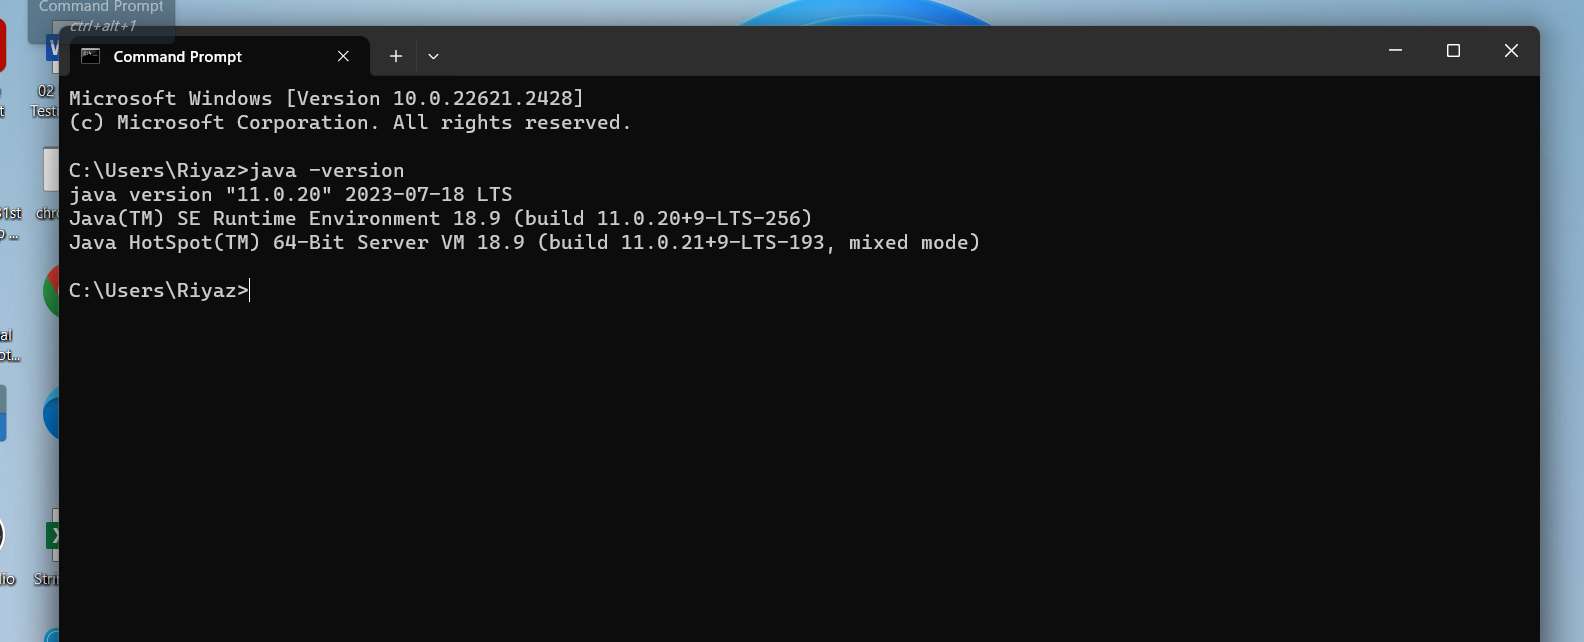 Command Prompt
ctrl+alt+1
Command Prompt
Microsoft Windows [Version 10.0.22621.2428]
(c) Microsoft Corporation. All rights reserved.
C:\Users\Riyaz>java -version
java version "11.0.20" 2023-07-18 LTS
Java(TM) SE Runtime Environment 18.9 (build 11.0.20+9-LTS-256)
Java HotSpot(TM) 64-Bit Server VM 18.9 (build 11.0.21+9-LTS-193, mixed mode)
C:\Users\Riyaz>
02